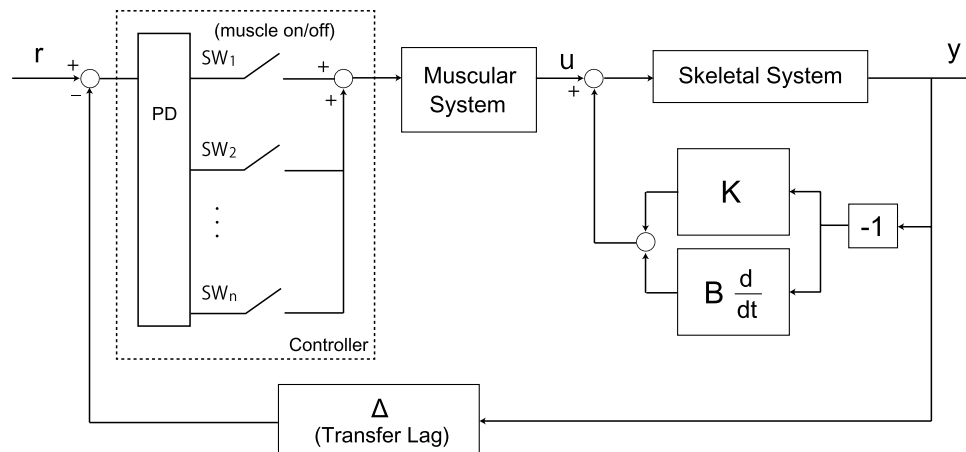 (muscle on/off)
r
+
−
PD
SW₁
+
+
SW₂
⋮
SWₙ
Controller
Muscular
System
u
+
Skeletal System
y
K
-1
B d/dt
Δ
(Transfer Lag)